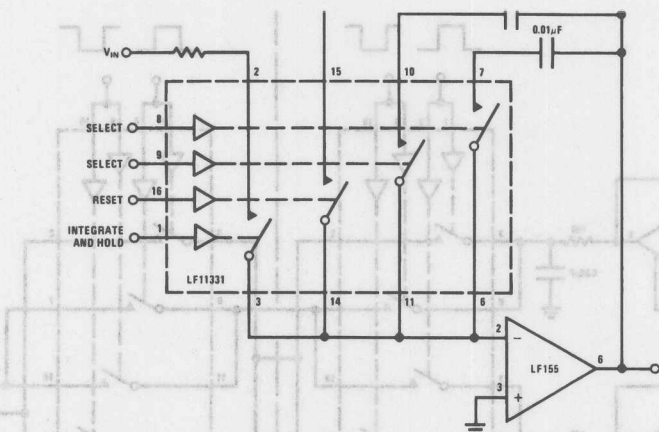 0.01μF
V_IN
2
15
10
7
SELECT
8
SELECT
9
RESET
16
INTEGRATE
AND HOLD
1
LF11331
3
14
11
6
2
−
LF155
6
3
+